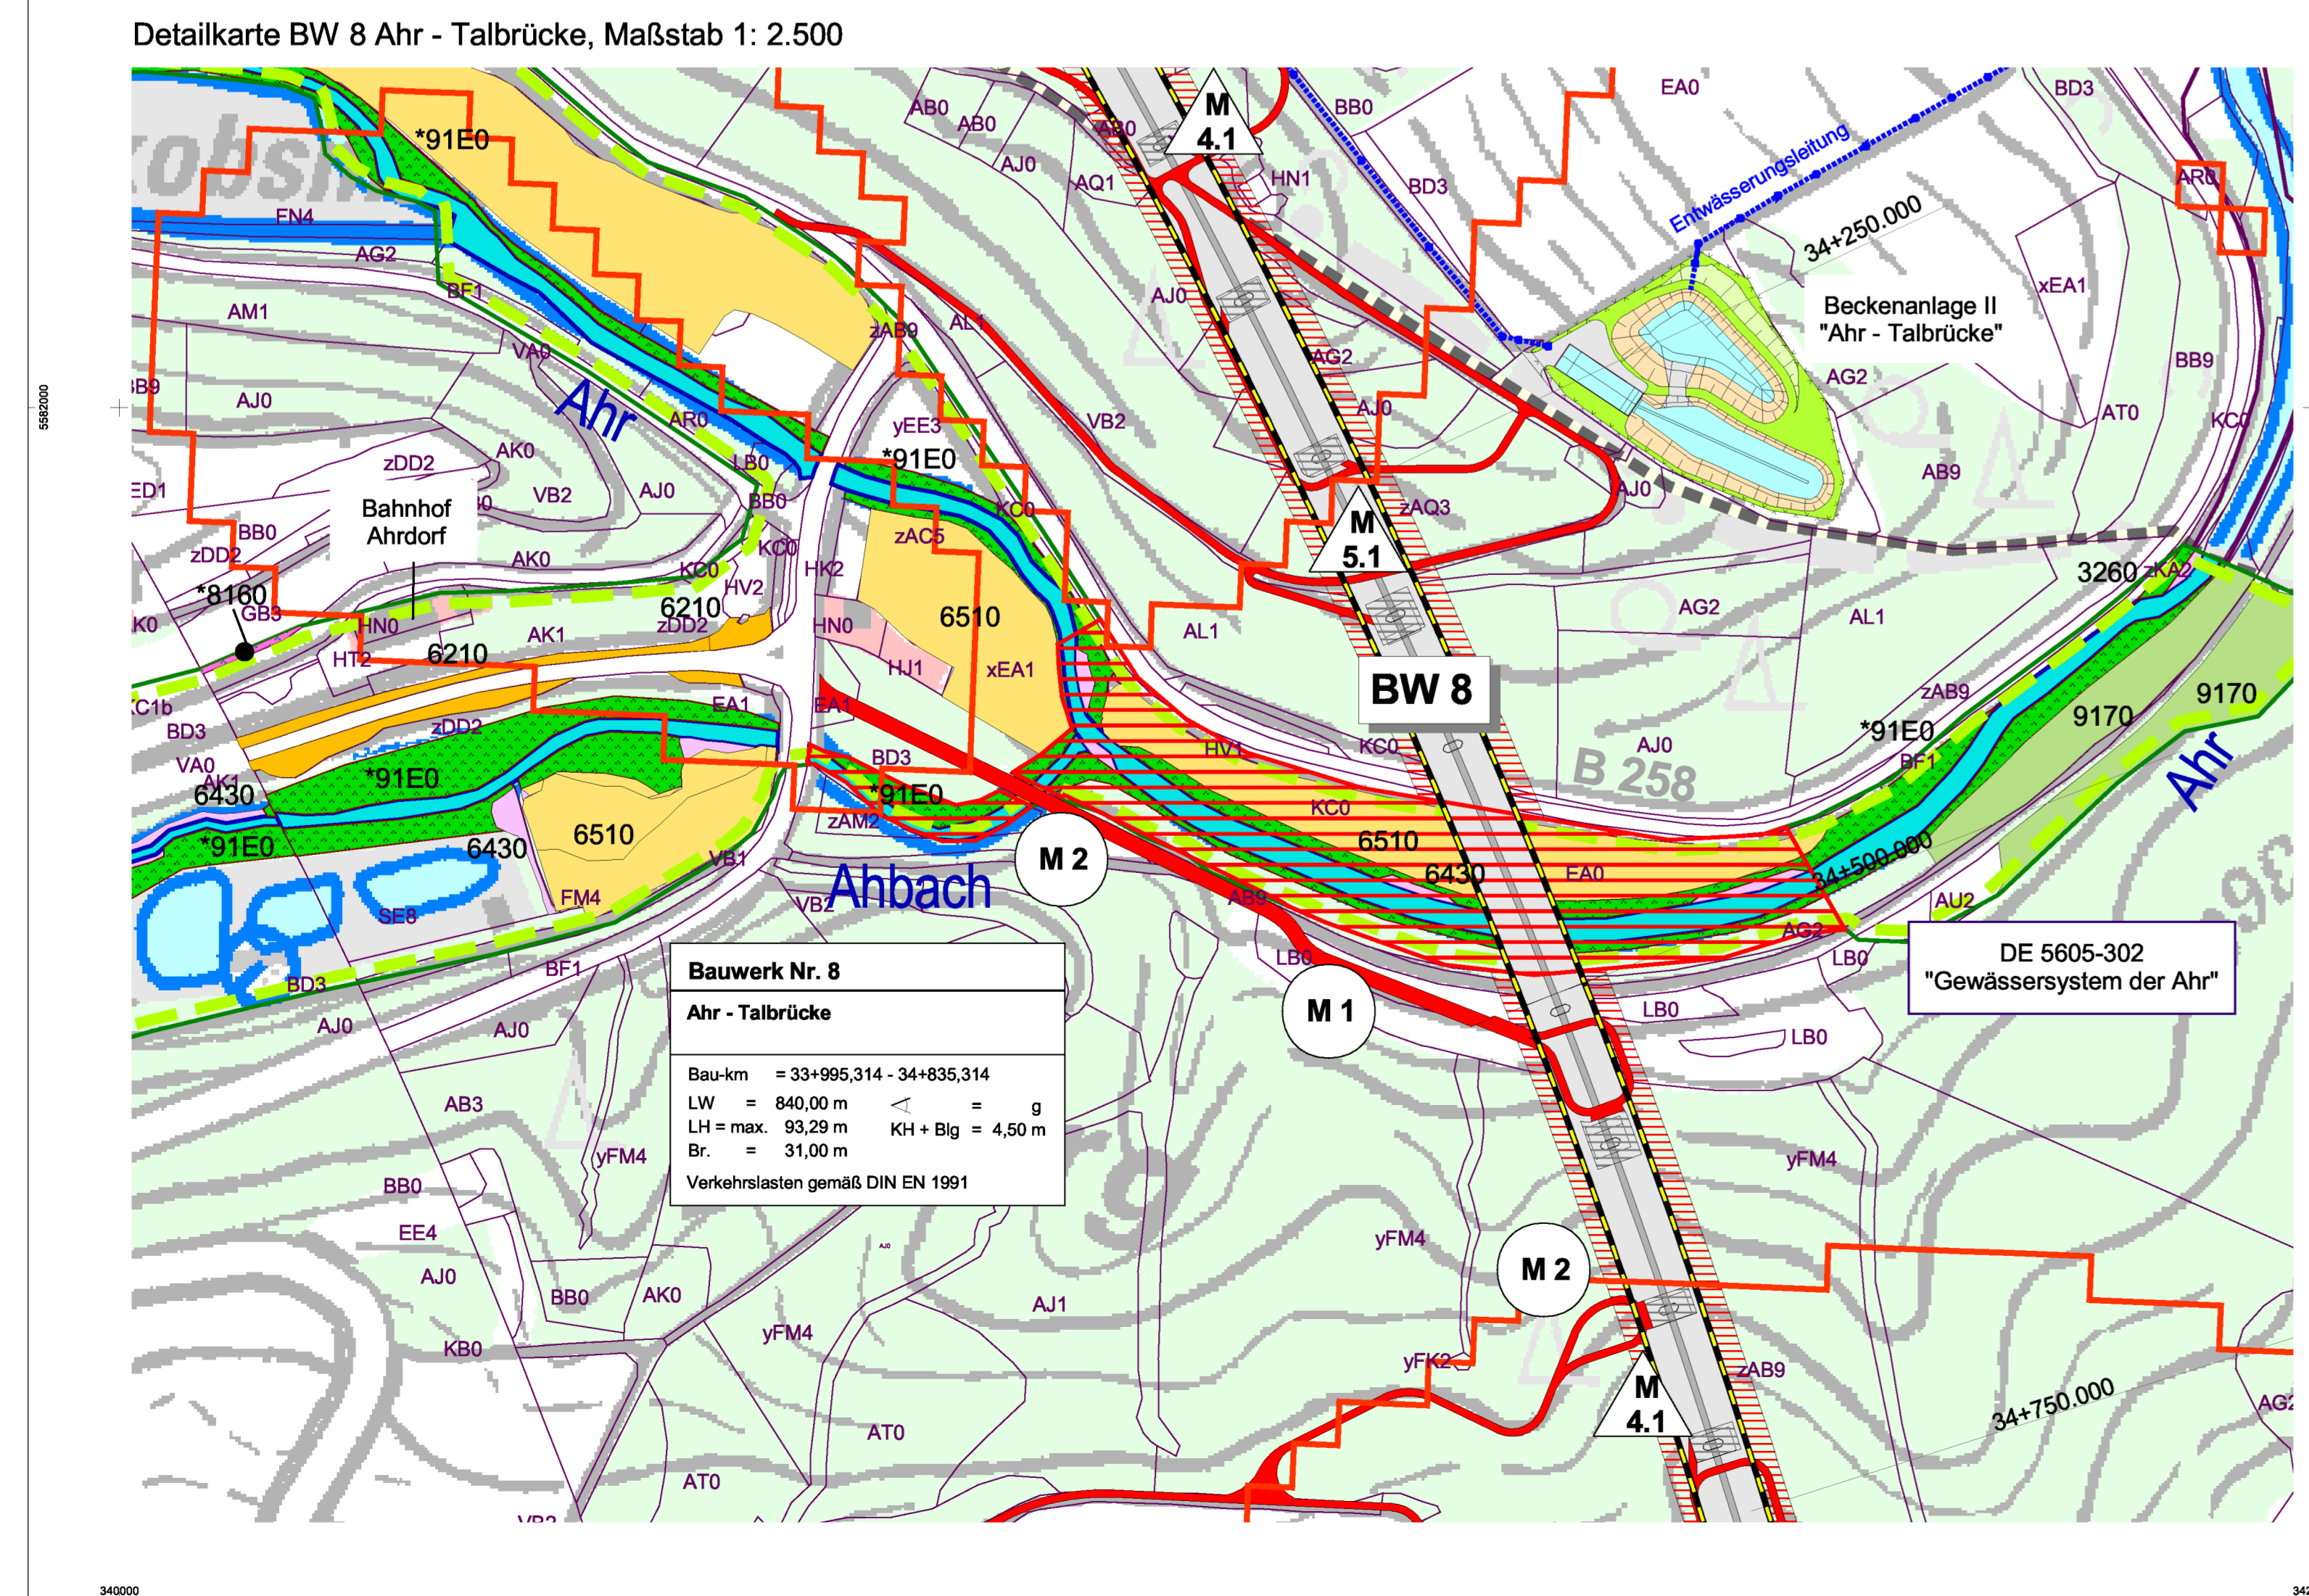 Detailkarte BW 8 Ahr - Talbrücke, Maßstab 1: 2.500
M
4.1
EA0
BD3
BB0
AB0
AB0
AB0
*91E0
AJ0
AQ1
HN1
BD3
Entwässerungsleitung
AR0
FN4
34+250.000
AG2
BF1
AJ0
xEA1
Beckenanlage II
"Ahr - Talbrücke"
AM1
zAB9
AL1
VA0
AG2
BB9
AG2
5582000
AJ0
Ahr
AR0
VB2
AJ0
AT0
KC0
yEE3
AK0
zDD2
LB0
*91E0
AB9
ED1
VB2
AJ0
BB0
AJ0
Bahnhof
Ahrdorf
KC0
zAQ3
M
5.1
BB0
zAC5
zDD2
AK0
KC0
KC0
HK2
3260
zKA2
*8160
GB3
HV2
6210
zDD2
HN0
AK1
HN0
6510
AL1
AG2
AL1
HT2
6210
HJ1
xEA1
BW 8
zAB9
9170
9170
EA1
EA1
BD3
zDD2
*91E0
HV1
KC0
AJ0
B 258
BF1
Ahr
VA0
AK1
6430
*91E0
BD3
*91E0
KC0
zAM2
6510
6510
*91E0
6430
VB1
M 2
6430
EA0
34+500.000
FM4
SE8
VB2
Ahbach
AB9
AU2
AG2
DE 5605-302
"Gewässersystem der Ahr"
BF1
BD3
LB0
LB0
AJ0
AJ0
M 1
LB0
LB0
Bauwerk Nr. 8
Ahr - Talbrücke
Bau-km = 33+995,314 - 34+835,314
LW = 840,00 m = g
LH = max. 93,29 m KH + Blg = 4,50 m
Br. = 31,00 m
Verkehrslasten gemäß DIN EN 1991
AB3
yFM4
yFM4
BB0
EE4
AJ0
yFM4
AJ0
M 2
BB0
AK0
AJ1
yFM4
KB0
yFK2
zAB9
M
4.1
34+750.000
AT0
AT0
340000